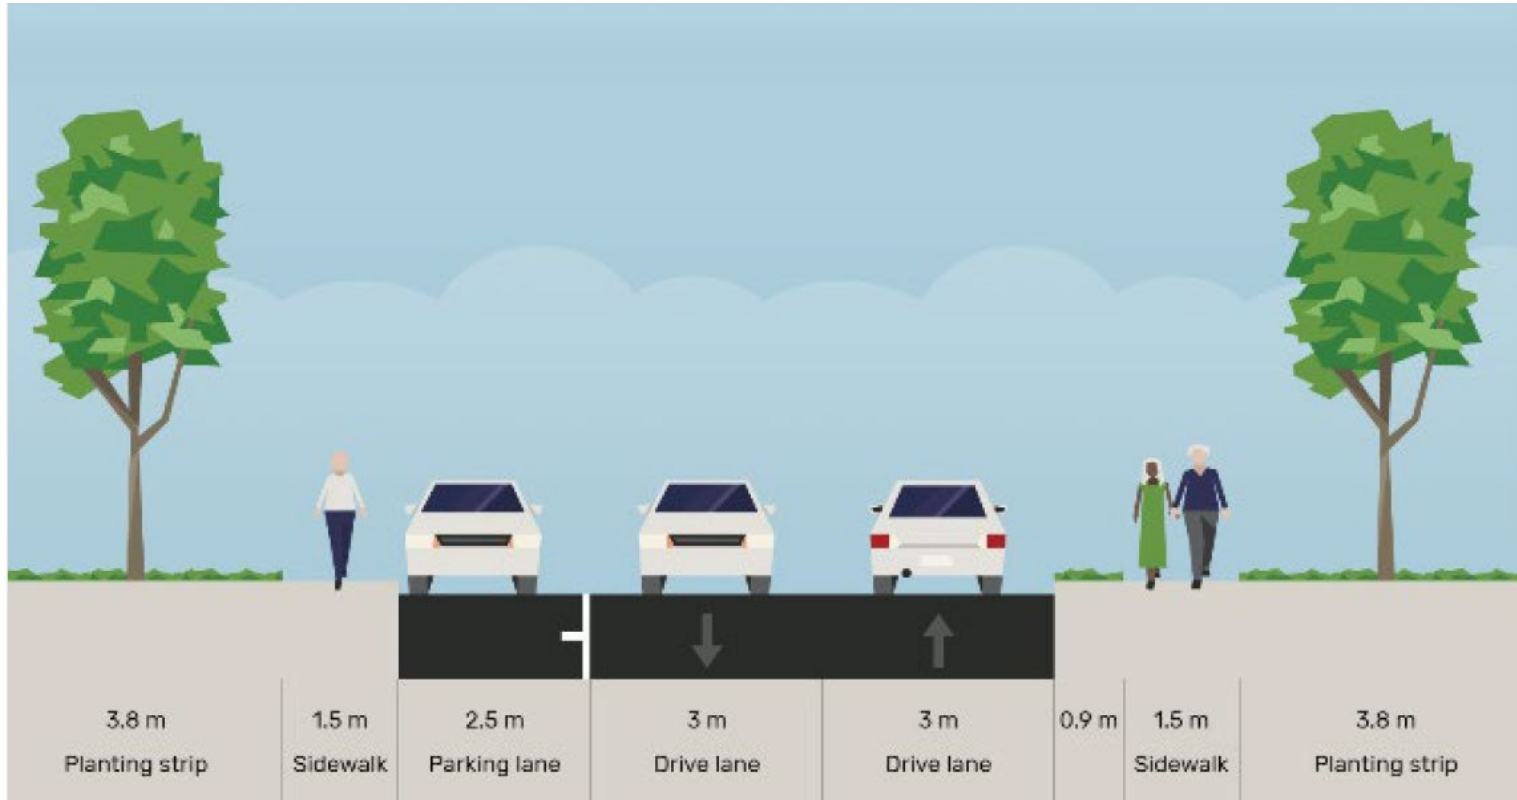 3.8 m
Planting strip
1.5 m
Sidewalk
2.5 m
Parking lane
3 m
Drive lane
3 m
Drive lane
0.9 m
1.5 m
Sidewalk
3.8 m
Planting strip